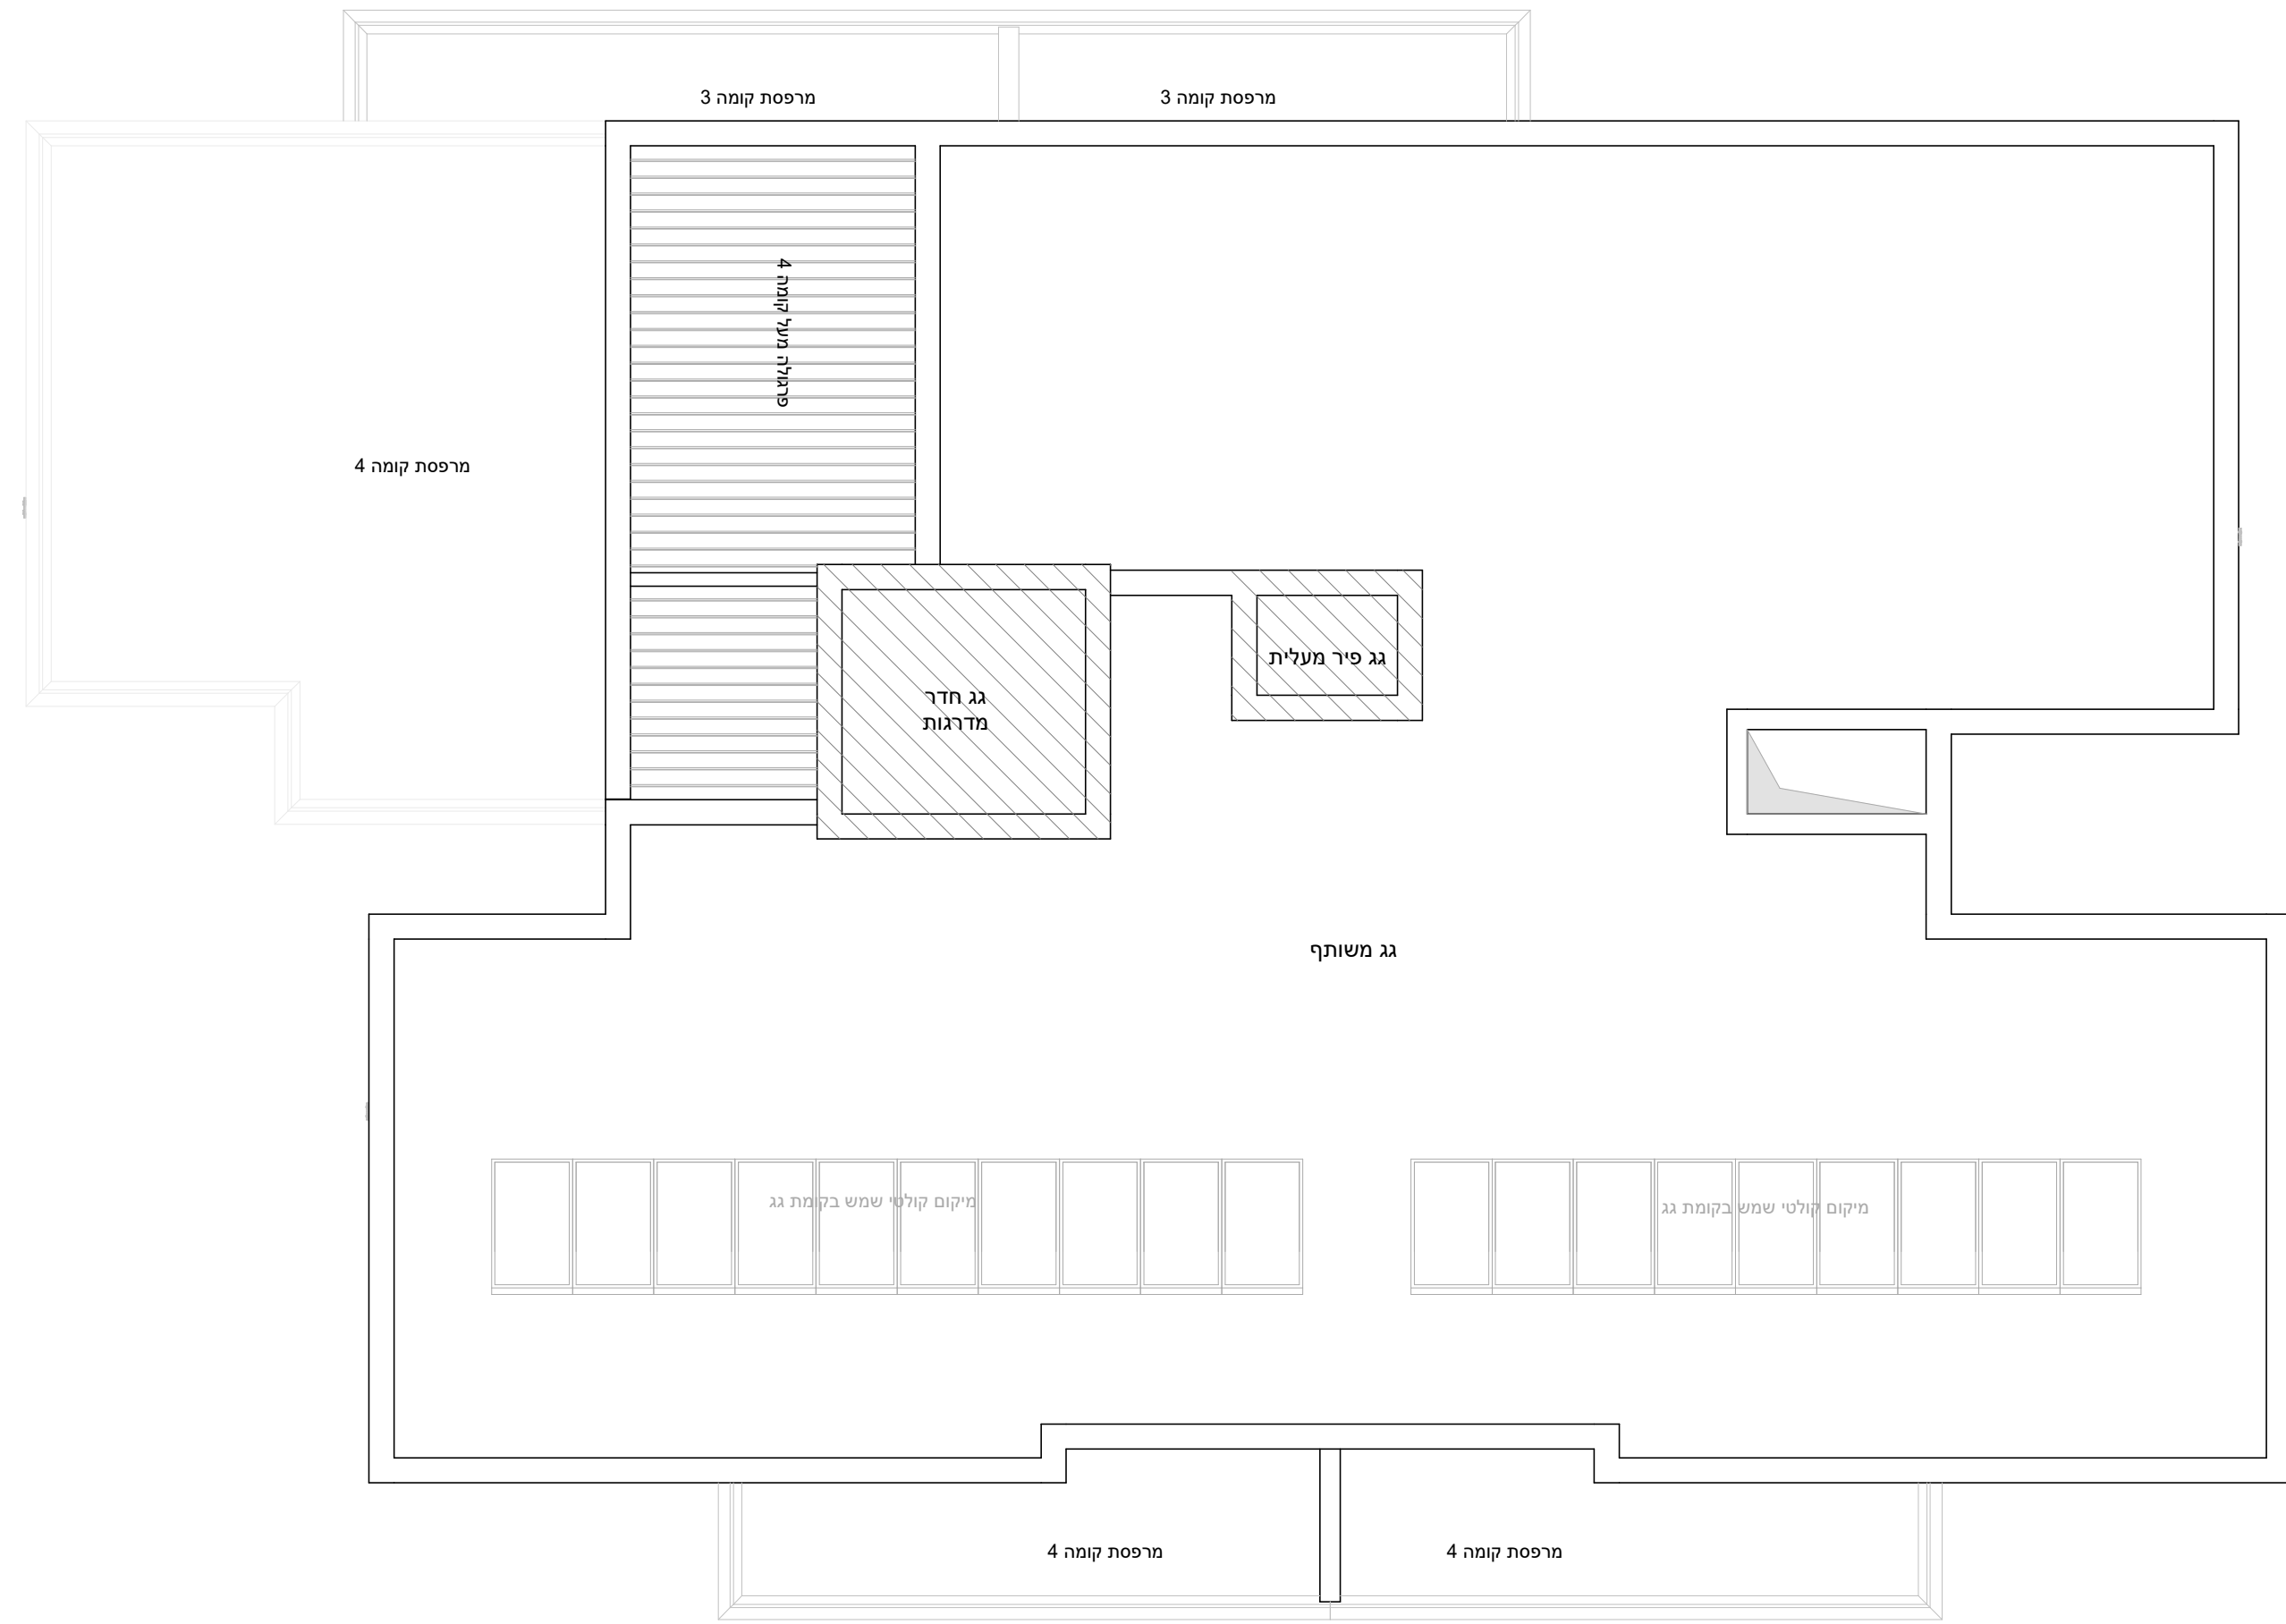 מרפסת קומה 3
מרפסת קומה 3
פרגולה מעל קומה 4
מרפסת קומה 4
גג פיר מעלית
גג חדר
מדרגות
גג משותף
מיקום קולטי שמש בקומת גג
מיקום קולטי שמש בקומת גג
מרפסת קומה 4
מרפסת קומה 4